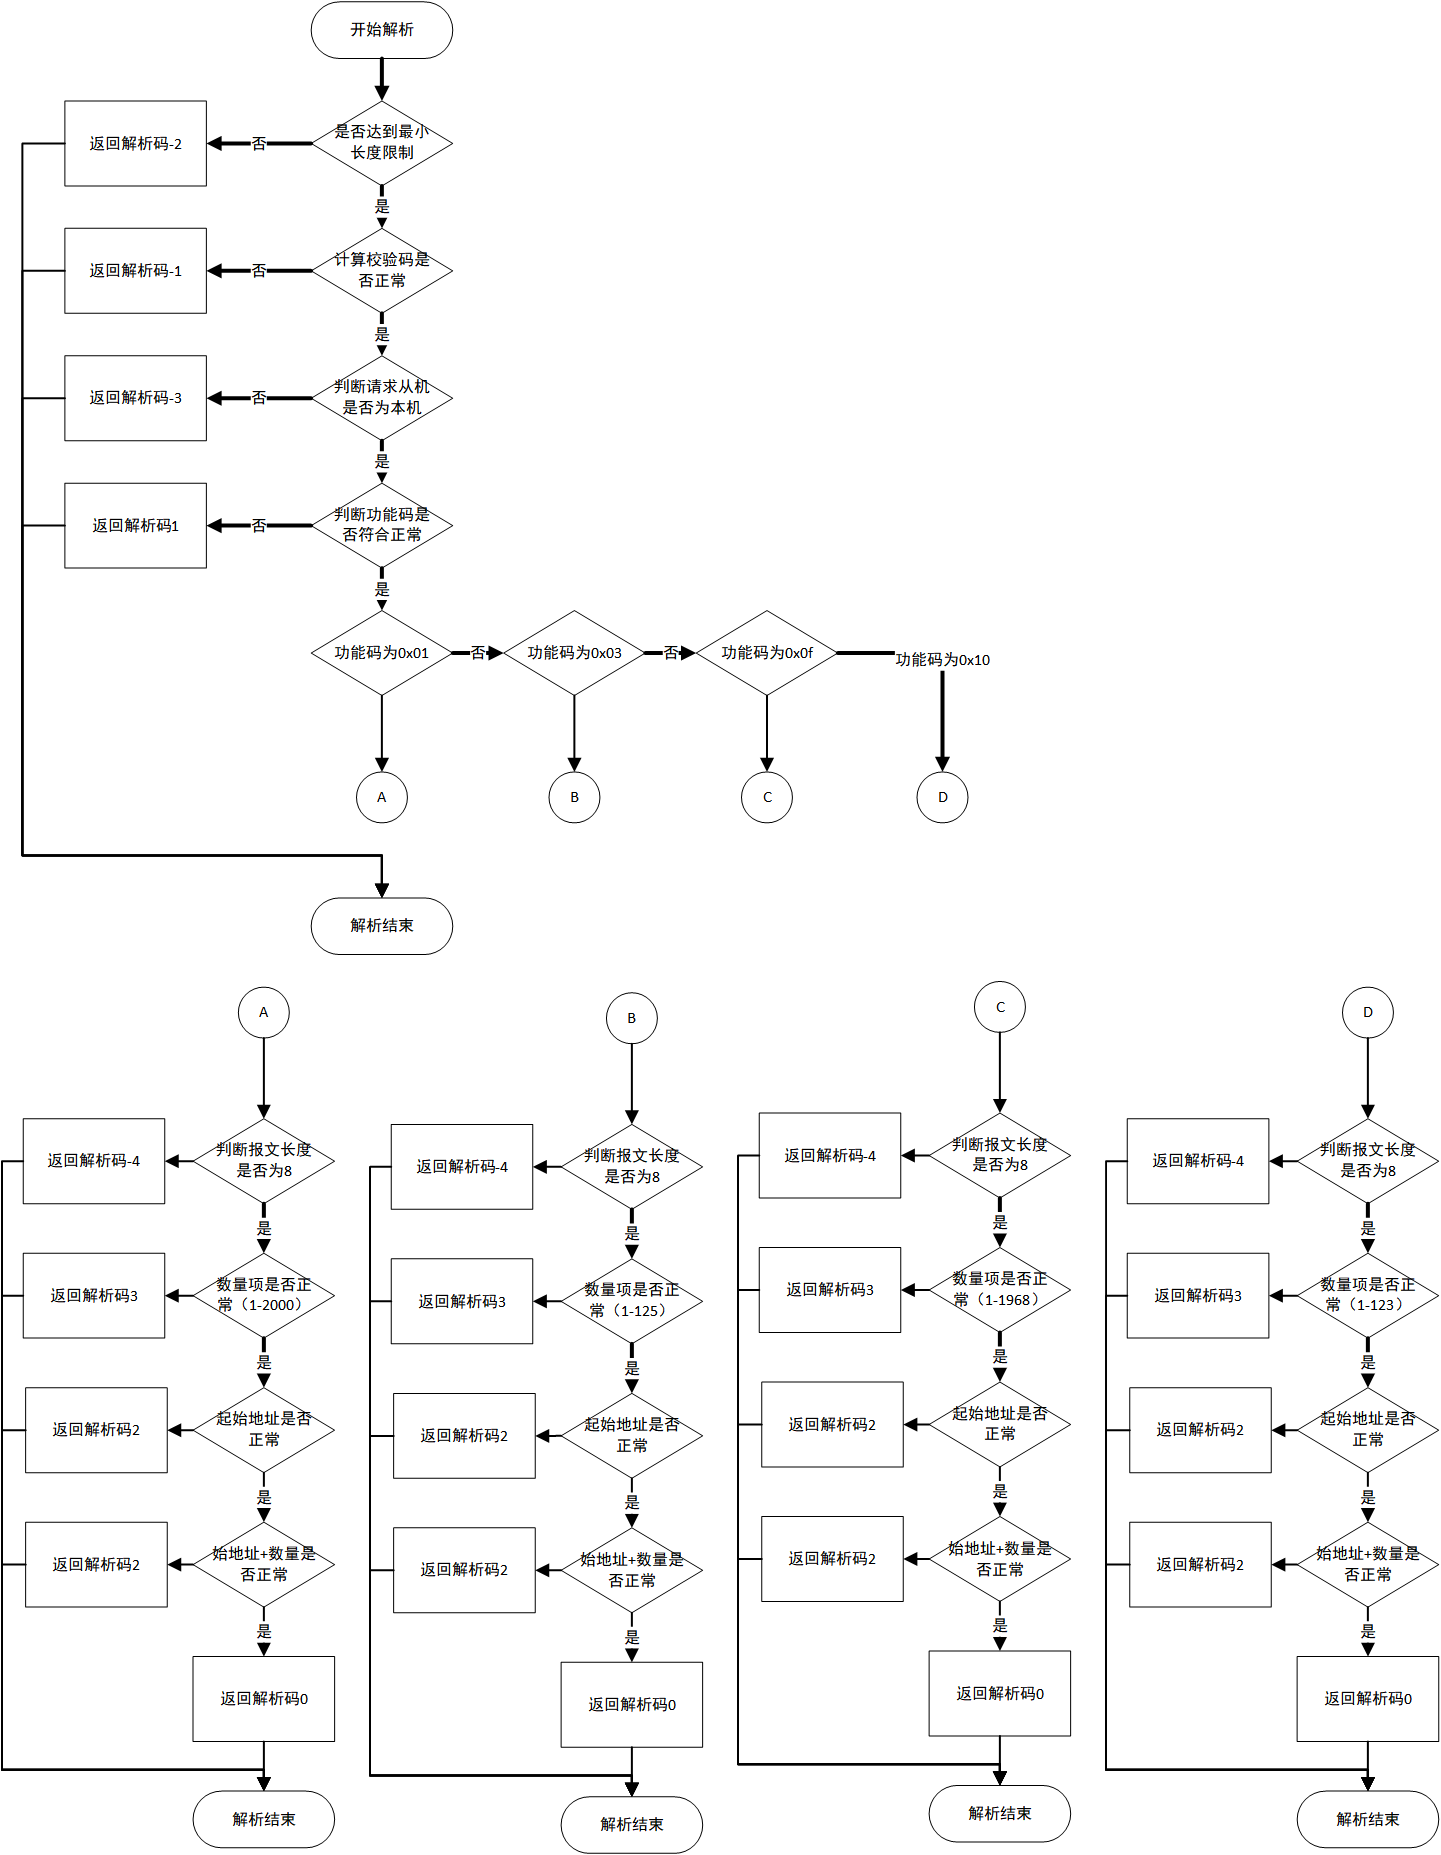 开始解析
是否达到最小
长度限制
否
返回解析码-2
是
计算校验码是
否正常
否
返回解析码-1
是
判断请求从机
是否为本机
否
返回解析码-3
是
判断功能码是
否符合正常
否
返回解析码1
是
功能码为0x01
否
功能码为0x03
否
功能码为0x0f
功能码为0x10
A
B
C
D
解析结束
A
判断报文长度
是否为8
返回解析码-4
是
数量项是否正
常（1-2000）
返回解析码3
是
起始地址是否
正常
返回解析码2
是
始地址+数量是
否正常
返回解析码2
是
返回解析码0
解析结束
B
判断报文长度
是否为8
返回解析码-4
是
数量项是否正
常（1-125）
返回解析码3
是
起始地址是否
正常
返回解析码2
是
始地址+数量是
否正常
返回解析码2
是
返回解析码0
解析结束
C
判断报文长度
是否为8
返回解析码-4
是
数量项是否正
常（1-1968）
返回解析码3
是
起始地址是否
正常
返回解析码2
是
始地址+数量是
否正常
返回解析码2
是
返回解析码0
解析结束
D
判断报文长度
是否为8
返回解析码-4
是
数量项是否正
常（1-123）
返回解析码3
是
起始地址是否
正常
返回解析码2
是
始地址+数量是
否正常
返回解析码2
是
返回解析码0
解析结束